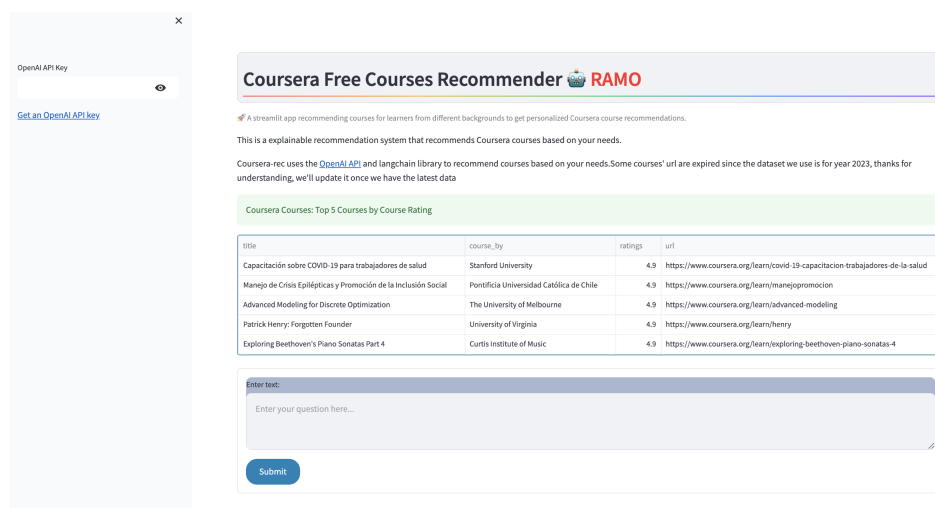 OpenAI API Key
Get an OpenAI API key
Coursera Free Courses Recommender 🤖 RAMO
🚀 A streamlit app recommending courses for learners from different backgrounds to get personalized Coursera course recommendations.
This is a explainable recommendation system that recommends Coursera courses based on your needs.
Coursera-rec uses the OpenAI API and langchain library to recommend courses based on your needs.Some courses' url are expired since the dataset we use is for year 2023, thanks for
understanding, we'll update it once we have the latest data
Coursera Courses: Top 5 Courses by Course Rating
title course_by ratings url
Capacitación sobre COVID-19 para trabajadores de salud Stanford University 4.9 https://www.coursera.org/learn/covid-19-capacitacion-trabajadores-de-la-salud
Manejo de Crisis Epilépticas y Promoción de la Inclusión Social Pontificia Universidad Católica de Chile 4.9 https://www.coursera.org/learn/manejopromocion
Advanced Modeling for Discrete Optimization The University of Melbourne 4.9 https://www.coursera.org/learn/advanced-modeling
Patrick Henry: Forgotten Founder University of Virginia 4.9 https://www.coursera.org/learn/henry
Exploring Beethoven's Piano Sonatas Part 4 Curtis Institute of Music 4.9 https://www.coursera.org/learn/exploring-beethoven-piano-sonatas-4
Enter text:
Enter your question here...
Submit